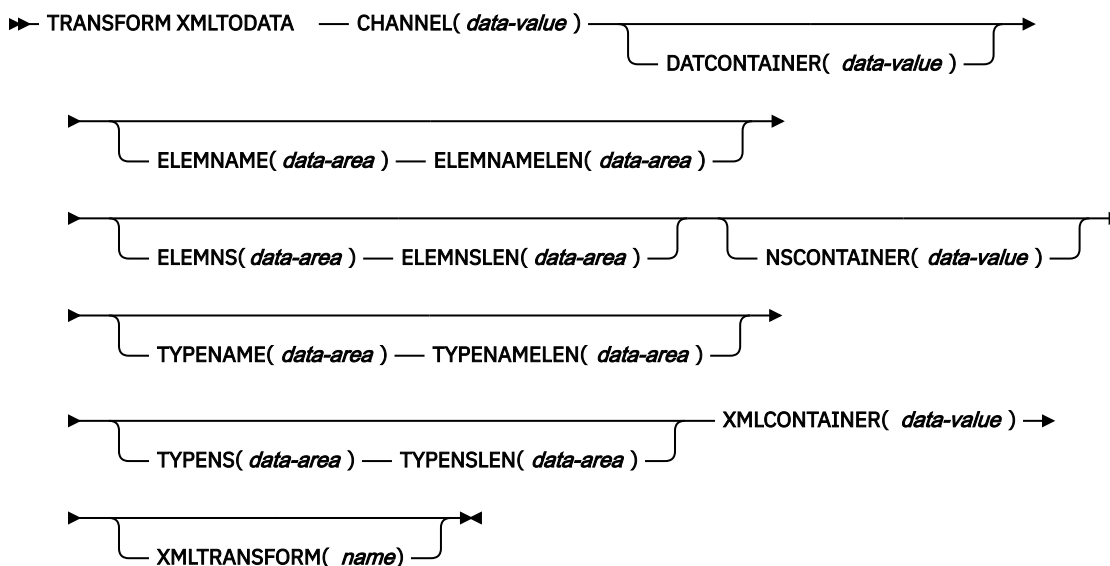 TRANSFORM XMLTODATA CHANNEL( data-value )
DATCONTAINER( data-value )
ELEMNAME( data-area ) ELEMNAMELEN( data-area )
ELEMNS( data-area ) ELEMNSLEN( data-area ) NSCONTAINER( data-value )
TYPENAME( data-area ) TYPENAMELEN( data-area )
XMLCONTAINER( data-value )
TYPENS( data-area ) TYPENSLEN( data-area )
XMLTRANSFORM( name)